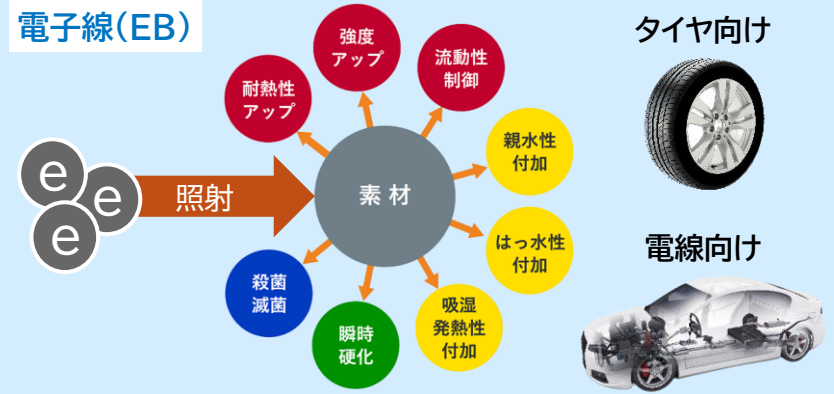 電子線(EB)
e
e
e
照射
素材
耐熱性
アップ
強度
アップ
流動性
制御
親水性
付加
はっ水性
付加
吸湿
発熱性
付加
瞬時
硬化
殺菌
滅菌
タイヤ向け
電線向け